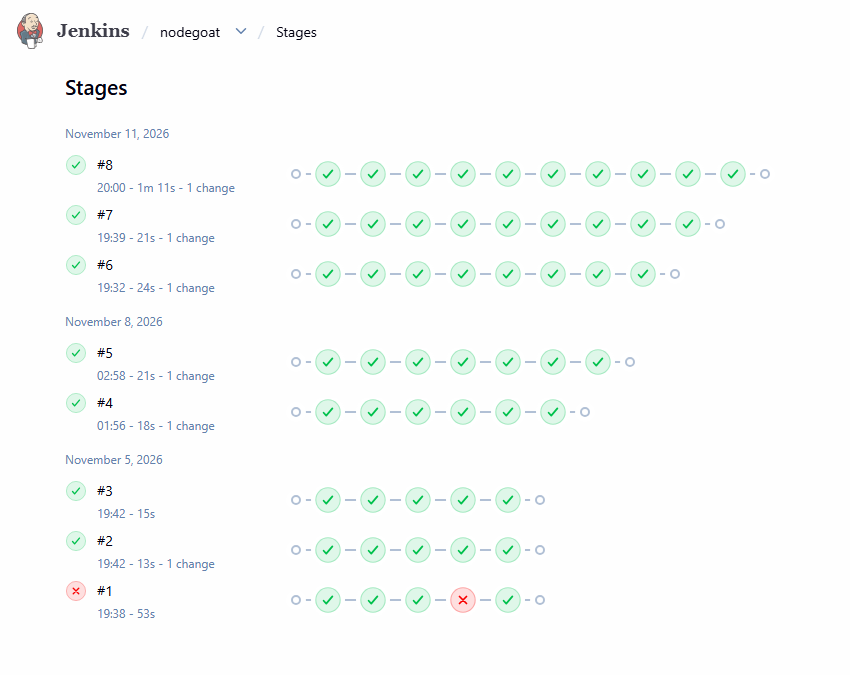 Jenkins / nodegoat / Stages
Stages
November 11, 2026
#8
20:00 - 1m 11s - 1 change
#7
19:39 - 21s - 1 change
#6
19:32 - 24s - 1 change
November 8, 2026
#5
02:58 - 21s - 1 change
#4
01:56 - 18s - 1 change
November 5, 2026
#3
19:42 - 15s
#2
19:42 - 13s - 1 change
#1
19:38 - 53s